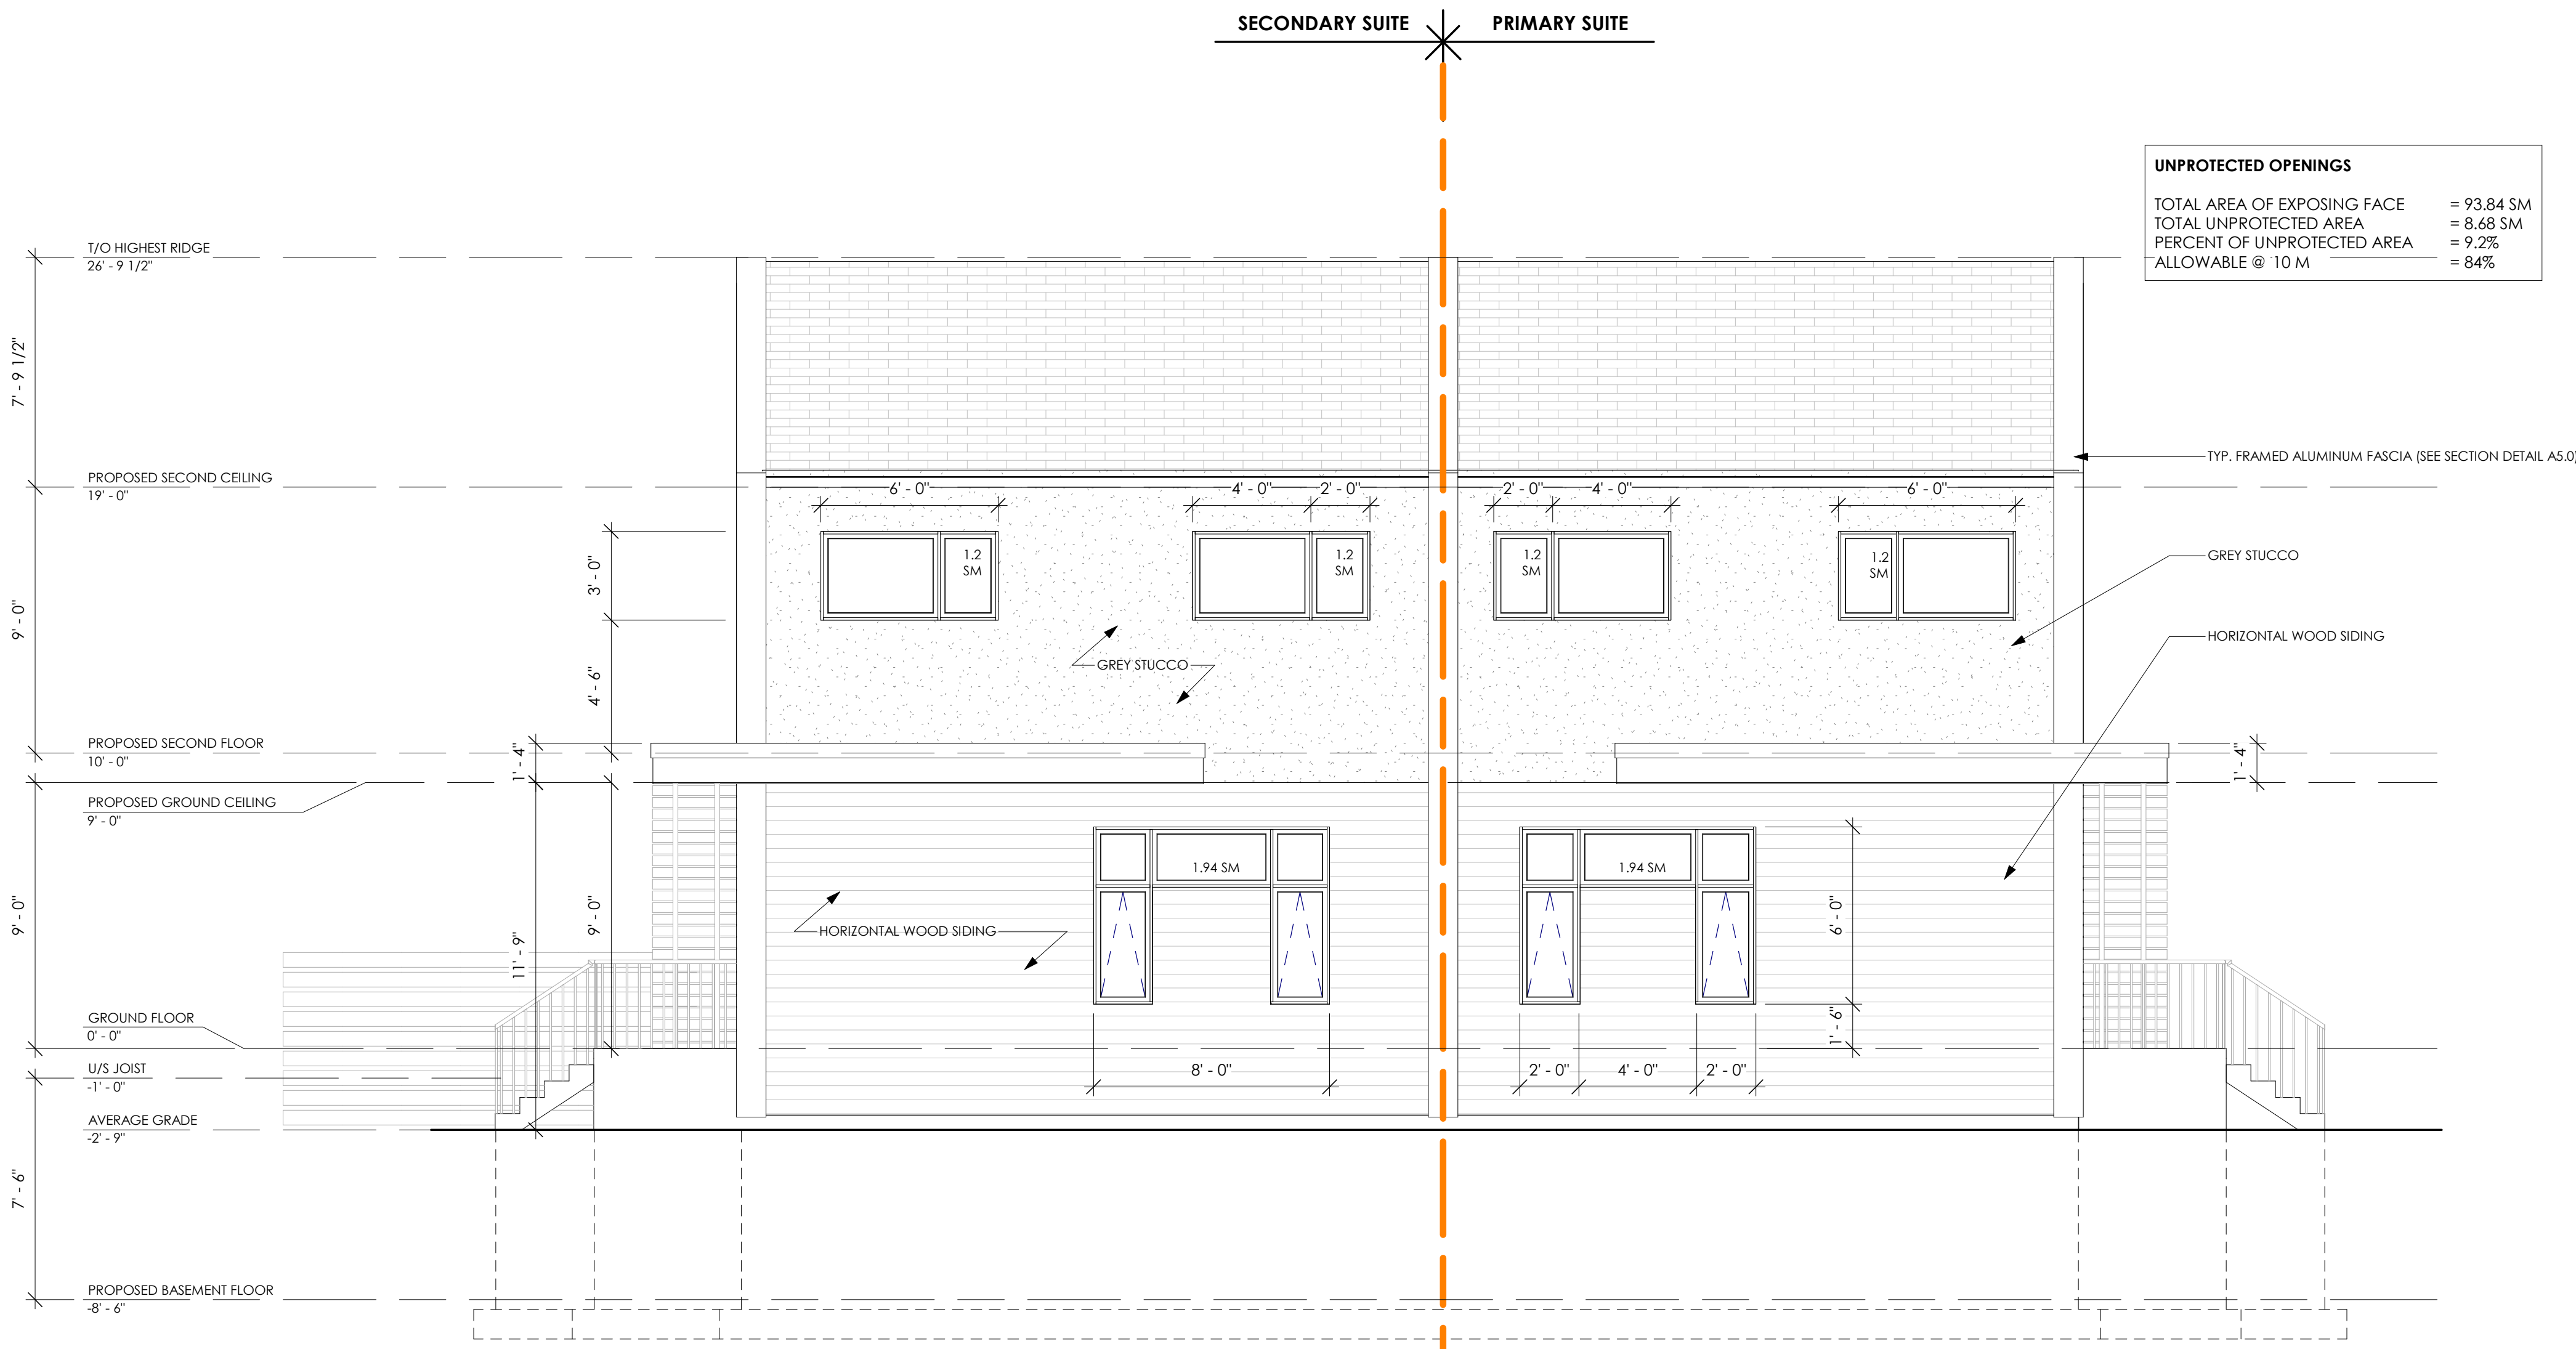 SECONDARY SUITE
PRIMARY SUITE
UNPROTECTED OPENINGS
TOTAL AREA OF EXPOSING FACE = 93.84 SM
TOTAL UNPROTECTED AREA = 8.68 SM
PERCENT OF UNPROTECTED AREA = 9.2%
ALLOWABLE @ 10 M = 84%
T/O HIGHEST RIDGE
26' - 9 1/2"
7' - 9 1/2"
TYP. FRAMED ALUMINUM FASCIA (SEE SECTION DETAIL A5.0)
PROPOSED SECOND CEILING
19' - 0"
6' - 0"
4' - 0"
2' - 0"
2' - 0"
4' - 0"
6' - 0"
1.2
SM
1.2
SM
1.2
SM
1.2
SM
GREY STUCCO
3' - 0"
9' - 0"
4' - 6"
GREY STUCCO
HORIZONTAL WOOD SIDING
PROPOSED SECOND FLOOR
10' - 0"
1' - 4"
1' - 4"
PROPOSED GROUND CEILING
9' - 0"
1.94 SM
1.94 SM
9' - 0"
11' - 9"
9' - 0"
HORIZONTAL WOOD SIDING
6' - 0"
1' - 6"
GROUND FLOOR
0' - 0"
U/S JOIST
-1' - 0"
8' - 0"
2' - 0"
4' - 0"
2' - 0"
AVERAGE GRADE
-2' - 9"
7' - 6"
PROPOSED BASEMENT FLOOR
-8' - 6"